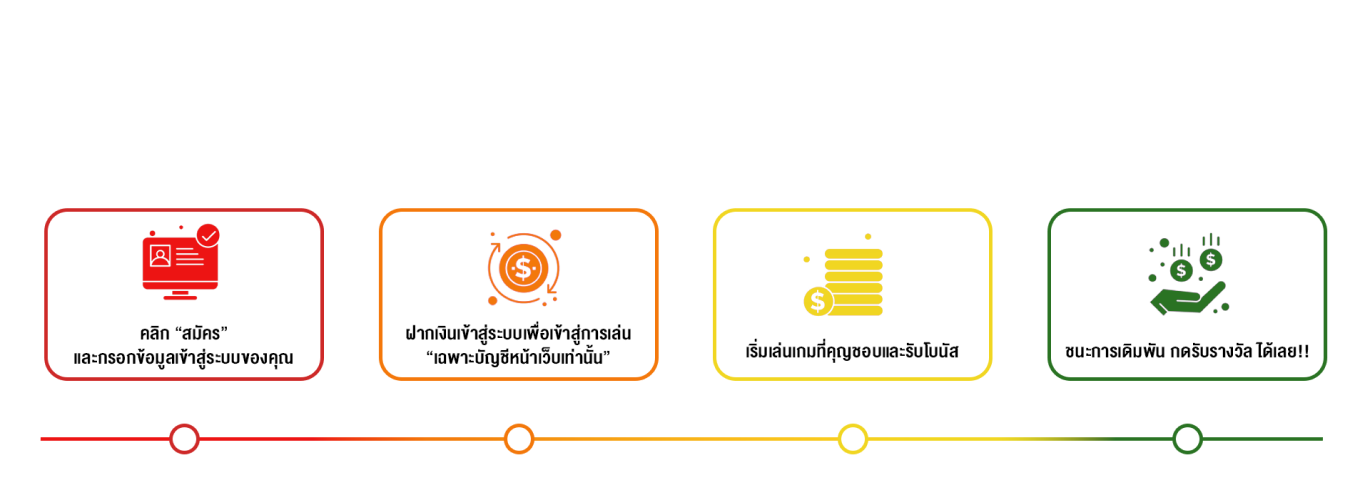 คลิก “สมัคร”
และกรอกข้อมูลเข้าสู่ระบบของคุณ
ฝากเงินเข้าสู่ระบบเพื่อเข้าสู่การเล่น
“เฉพาะบัญชีหน้าเว็บเท่านั้น”
เริ่มเล่นเกมที่คุญชอบและรับโบนัส
ชนะการเดิมพัน กดรับรางวัล ได้เลย!!